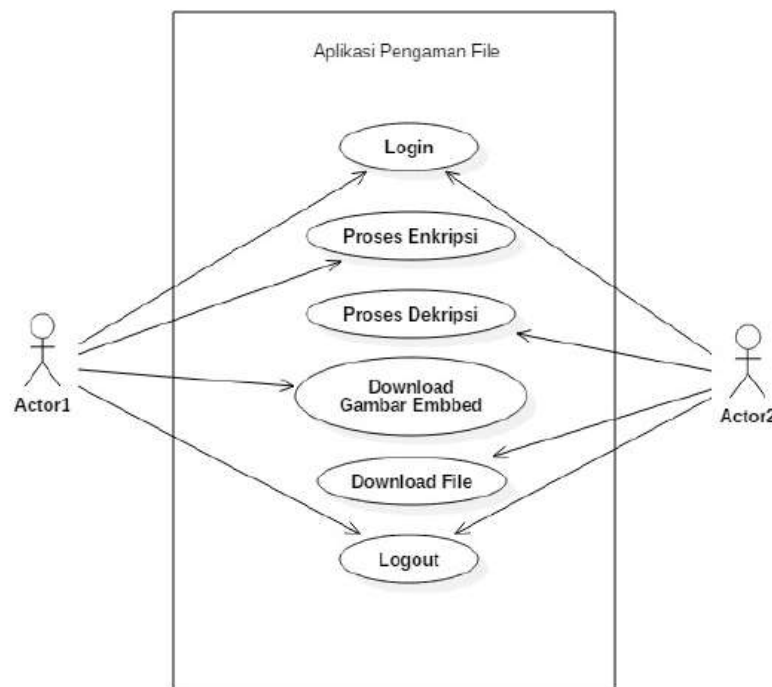 Aplikasi Pengaman File
Login
Proses Enkripsi
Proses Dekripsi
Download
Gambar Embbed
Download File
Logout
Actor1
Actor2